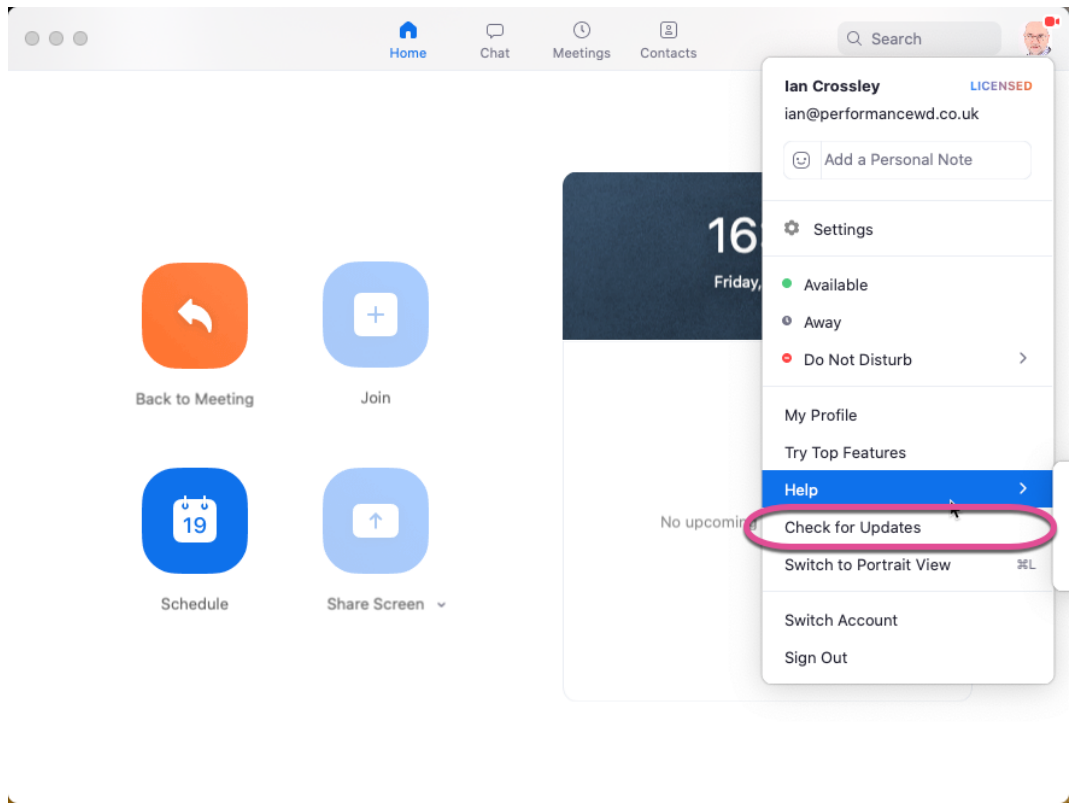 Home
Chat
Meetings
Contacts
Search
Ian Crossley
LICENSED
ian@performancewd.co.uk
Add a Personal Note
Settings
Available
Away
Do Not Disturb
My Profile
Try Top Features
Help
Check for Updates
Switch to Portrait View
⌘L
Switch Account
Sign Out
16:
Friday,
No upcoming
Back to Meeting
Join
19
Schedule
Share Screen